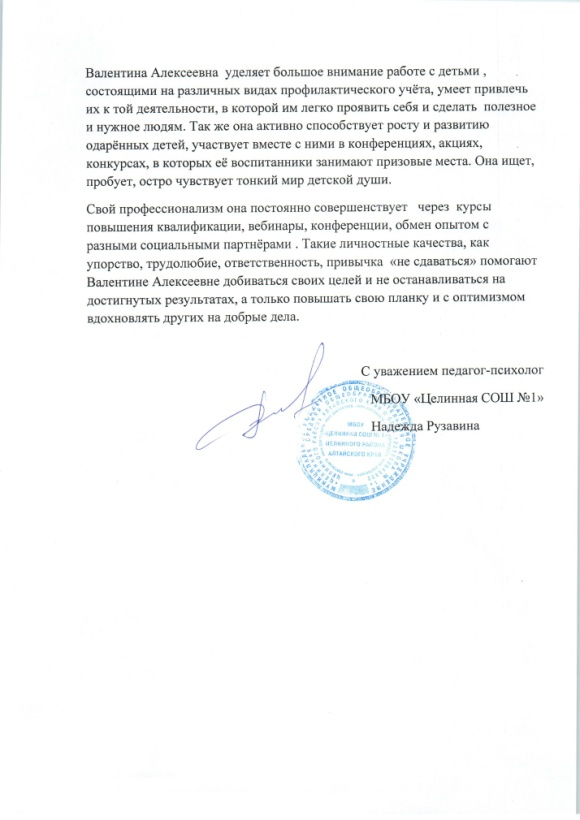 Валентина Алексеевна  уделяет большое внимание работе с детьми ,
состоящими на различных видах профилактического учёта, умеет привлечь
их к той деятельности, в которой им легко проявить себя и сделать  полезное
и нужное людям. Так же она активно способствует росту и развитию
одарённых детей, участвует вместе с ними в конференциях, акциях,
конкурсах, в которых её воспитанники занимают призовые места. Она ищет,
пробует, остро чувствует тонкий мир детской души.
Свой профессионализм она постоянно совершенствует   через  курсы
повышения квалификации, вебинары, конференции, обмен опытом с
разными социальными партнёрами . Такие личностные качества, как
упорство, трудолюбие, ответственность, привычка  «не сдаваться» помогают
Валентине Алексеевне добиваться своих целей и не останавливаться на
достигнутых результатах, а только повышать свою планку и с оптимизмом
вдохновлять других на добрые дела.
С уважением педагог-психолог
МБОУ «Целинная СОШ №1»
Надежда Рузавина
МБОУ
ЦЕЛИННАЯ СОШ №1
ЦЕЛИННОГО РАЙОНА
АЛТАЙСКОГО КРАЯ